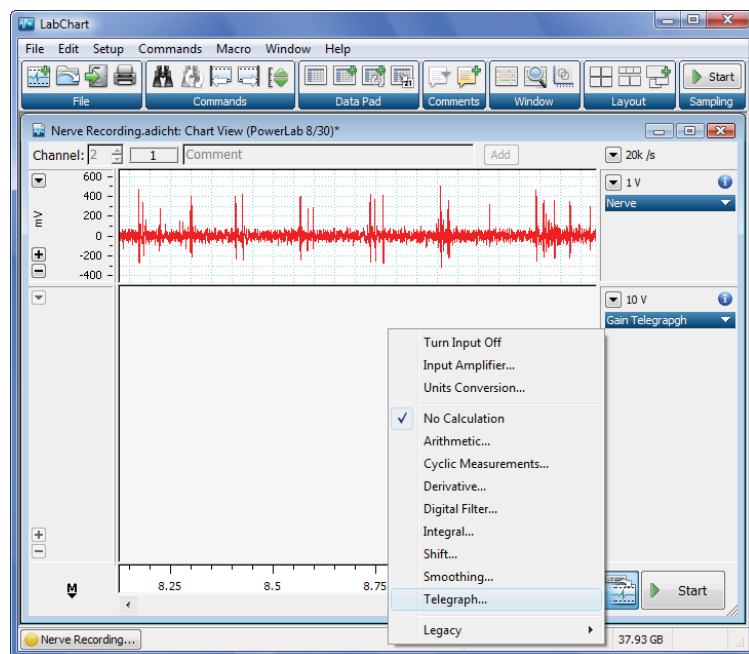 LabChart
File Edit Setup Commands Macro Window Help
Start
File Commands Data Pad Comments Window Layout Sampling
Nerve Recording.adicht: Chart View (PowerLab 8/30)*
Channel: 2 1 Comment Add 20k /s
600
400
200
0
-200
-400
mV
1 V
Nerve
10 V
Gain Telegrapgh
Turn Input Off
Input Amplifier...
Units Conversion...
No Calculation
Arithmetic...
Cyclic Measurements...
Derivative...
Digital Filter...
Integral...
Shift...
Smoothing...
Telegraph...
Legacy
M
8.25 8.5 8.75
Start
Nerve Recording... 37.93 GB